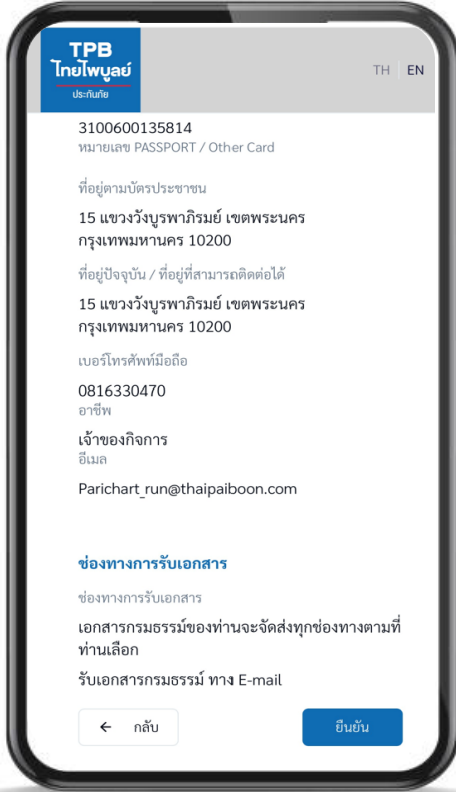 TPB
ไทยไพบูลย์
ประกันภัย
TH EN
3100600135814
หมายเลข PASSPORT / Other Card
ที่อยู่ตามบัตรประชาชน
15 แขวงวังบูรพาภิรมย์ เขตพระนคร
กรุงเทพมหานคร 10200
ที่อยู่ปัจจุบัน / ที่อยู่ที่สามารถติดต่อได้
15 แขวงวังบูรพาภิรมย์ เขตพระนคร
กรุงเทพมหานคร 10200
เบอร์โทรศัพท์มือถือ
0816330470
อาชีพ
เจ้าของกิจการ
อีเมล
Parichart_run@thaipaiboon.com
ช่องทางการรับเอกสาร
ช่องทางการรับเอกสาร
เอกสารกรมธรรม์ของท่านจะจัดส่งทุกช่องทางตามที่
ท่านเลือก
รับเอกสารกรมธรรม์ ทาง E-mail
← กลับ
ยืนยัน